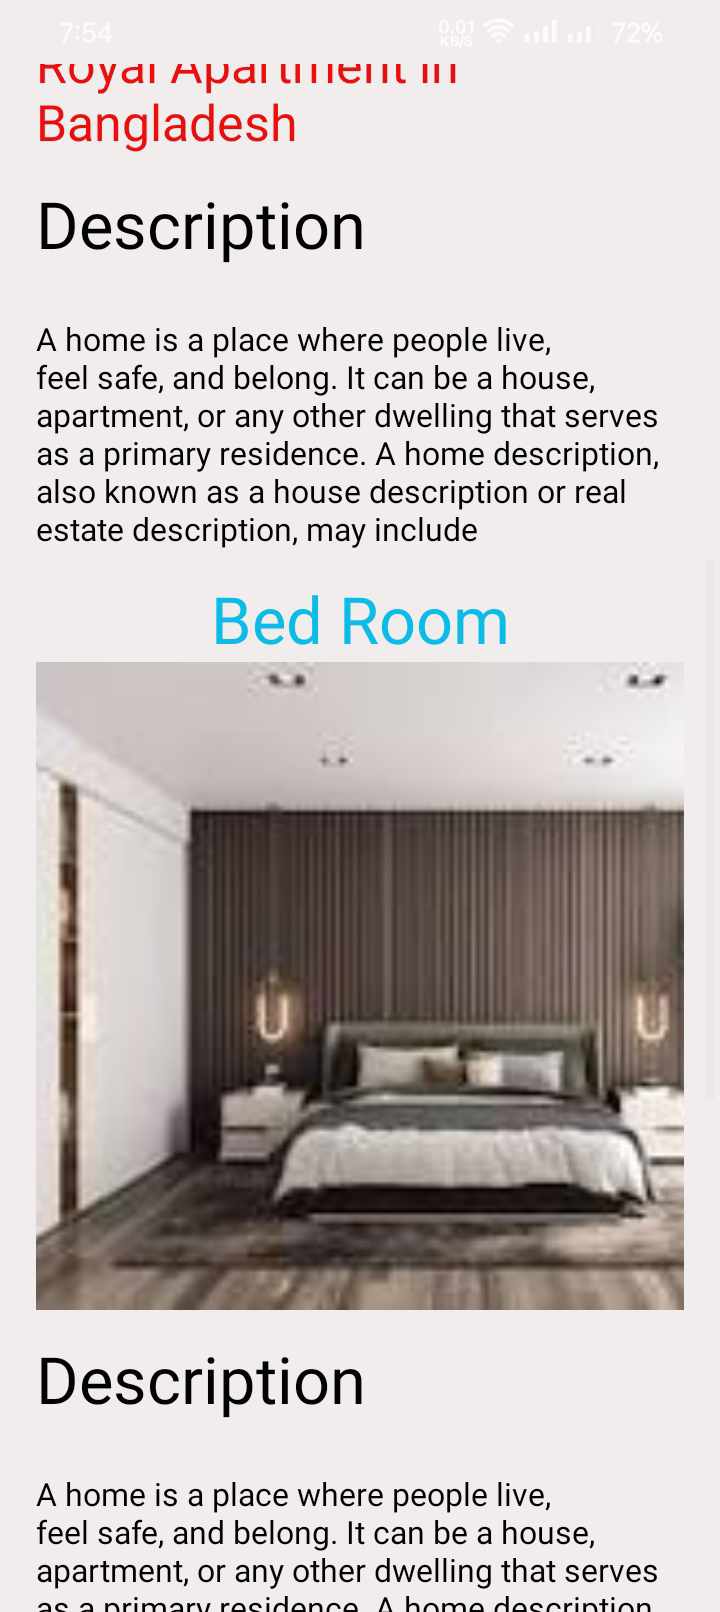 7:54 0.01 KB/S 72%
Royal Apartment in
Bangladesh
Description
A home is a place where people live,
feel safe, and belong. It can be a house,
apartment, or any other dwelling that serves
as a primary residence. A home description,
also known as a house description or real
estate description, may include
Bed Room
Description
A home is a place where people live,
feel safe, and belong. It can be a house,
apartment, or any other dwelling that serves
as a primary residence. A home description,